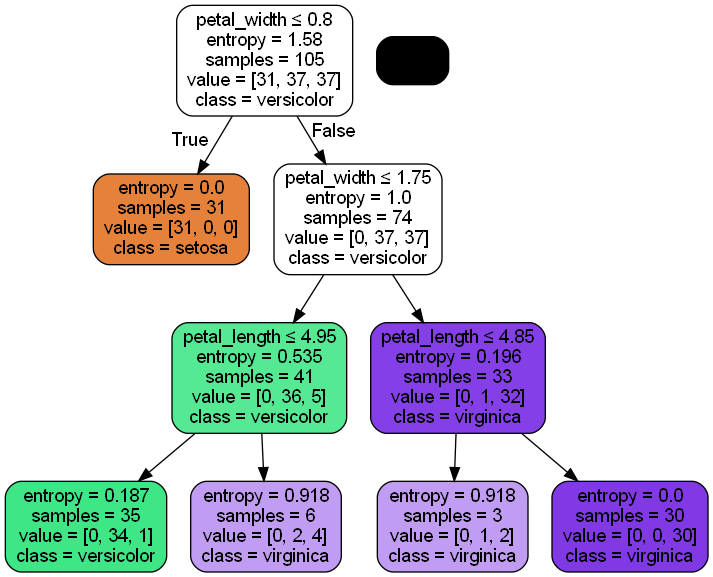 petal_width ≤ 0.8
entropy = 1.58
samples = 105
value = [31, 37, 37]
class = versicolor
True
False
entropy = 0.0
samples = 31
value = [31, 0, 0]
class = setosa
petal_width ≤ 1.75
entropy = 1.0
samples = 74
value = [0, 37, 37]
class = versicolor
petal_length ≤ 4.95
entropy = 0.535
samples = 41
value = [0, 36, 5]
class = versicolor
petal_length ≤ 4.85
entropy = 0.196
samples = 33
value = [0, 1, 32]
class = virginica
entropy = 0.187
samples = 35
value = [0, 34, 1]
class = versicolor
entropy = 0.918
samples = 6
value = [0, 2, 4]
class = virginica
entropy = 0.918
samples = 3
value = [0, 1, 2]
class = virginica
entropy = 0.0
samples = 30
value = [0, 0, 30]
class = virginica